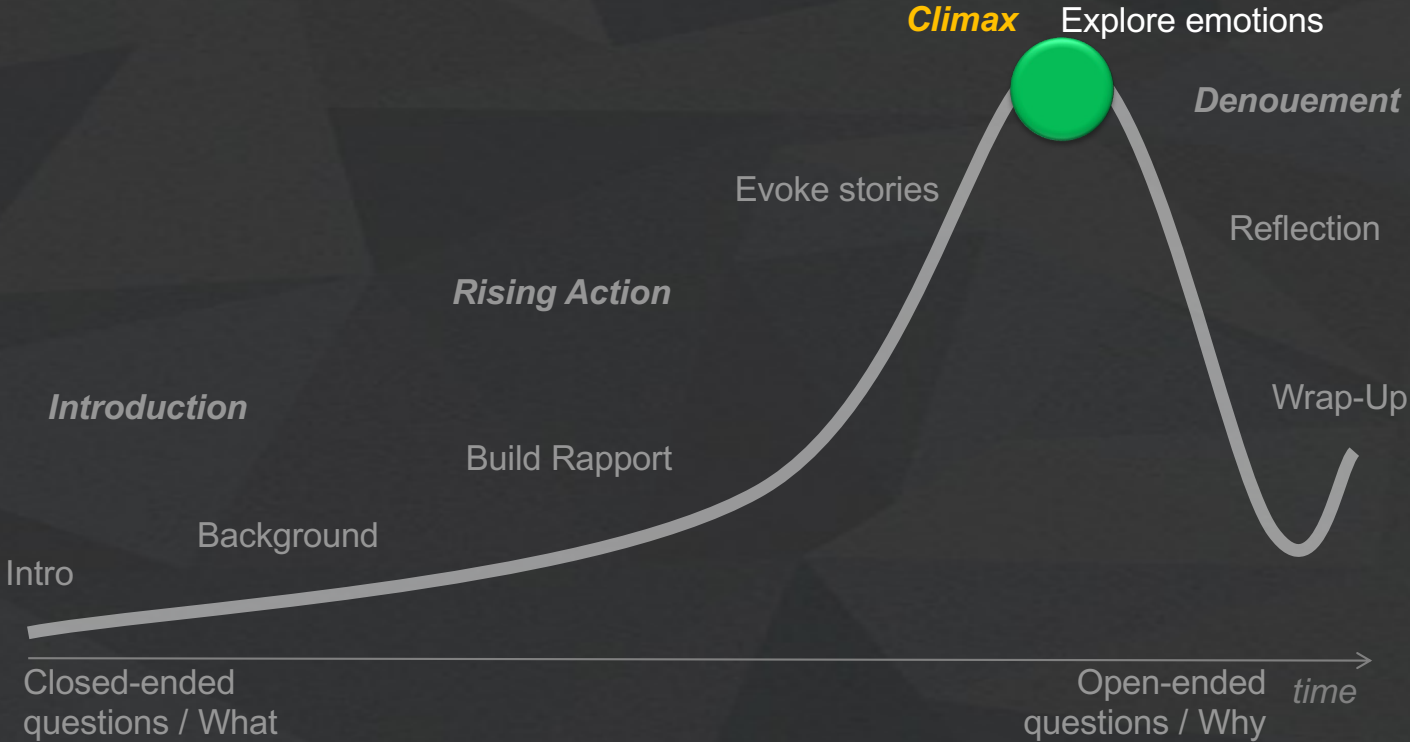 Climax Explore emotions
Denouement
Evoke stories
Reflection
Rising Action
Introduction
Wrap-Up
Build Rapport
Background
Intro
Closed-ended
questions / What
Open-ended
questions / Why
time